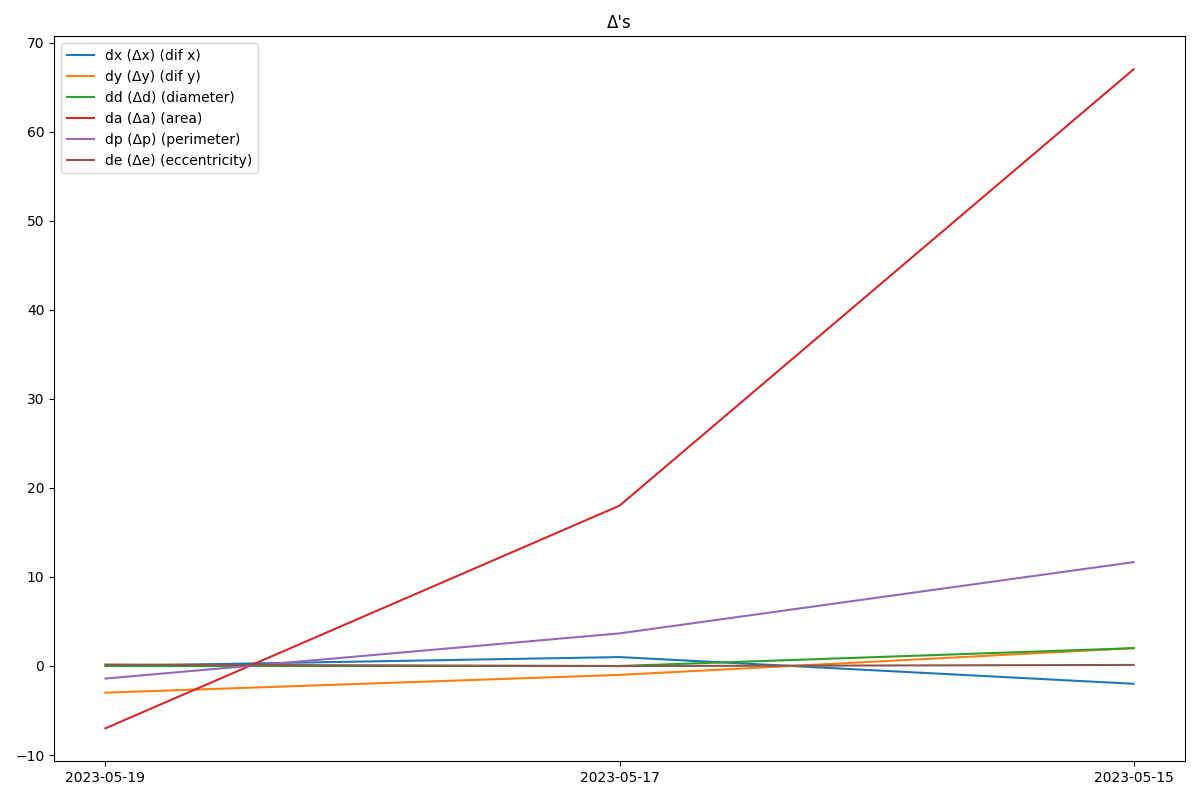 Δ's
70
60
50
40
30
20
10
0
−10
dx (Δx) (dif x)
dy (Δy) (dif y)
dd (Δd) (diameter)
da (Δa) (area)
dp (Δp) (perimeter)
de (Δe) (eccentricity)
2023-05-19
2023-05-17
2023-05-15